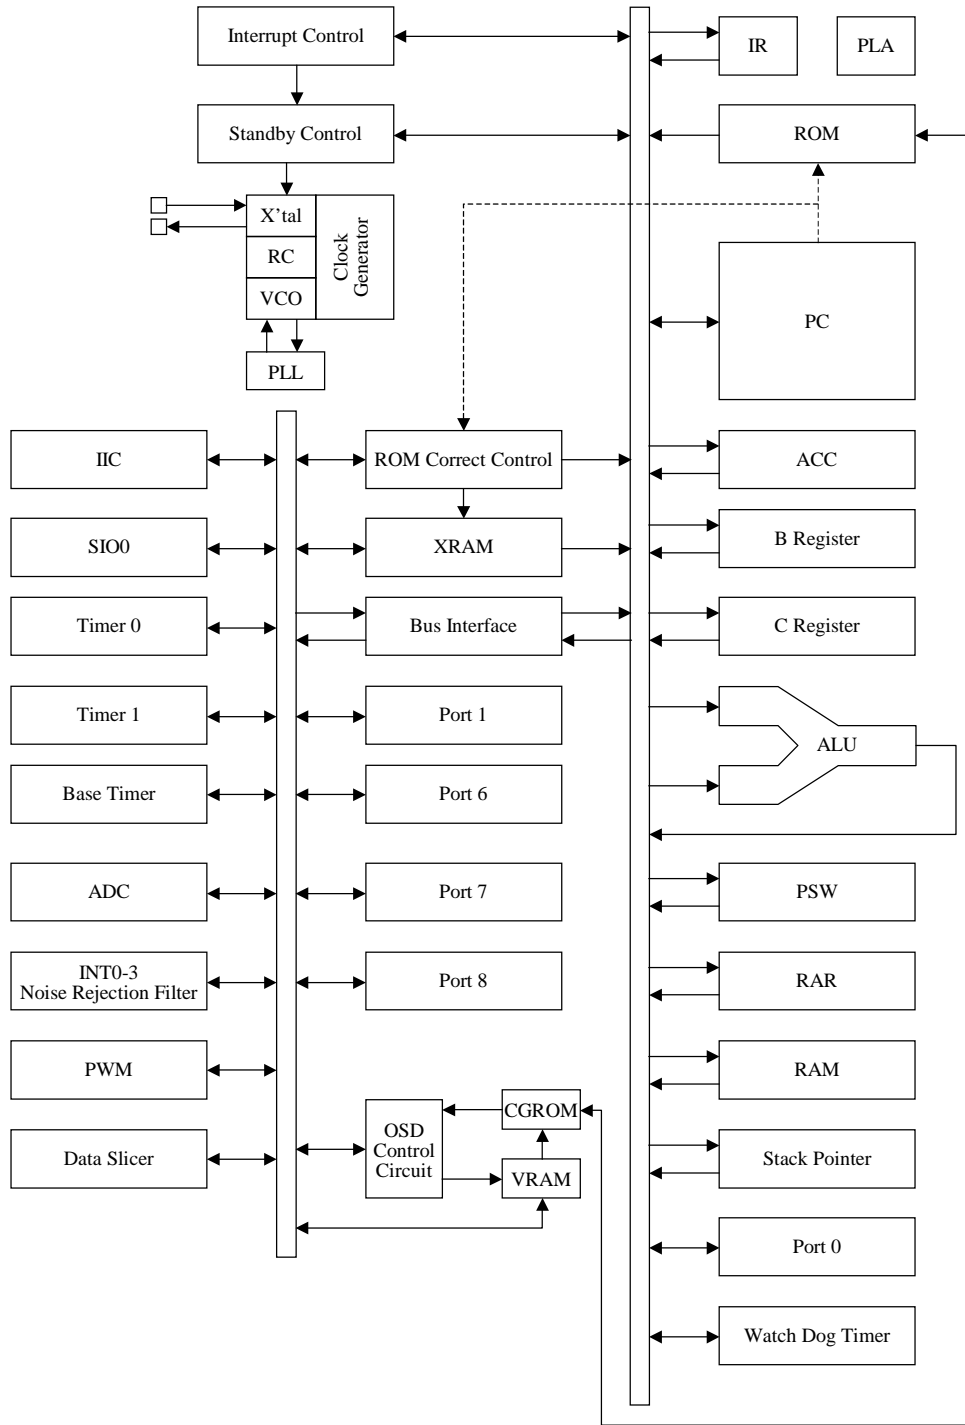 Interrupt Control
IR
PLA
Standby Control
ROM
X’tal
RC
VCO
Clock
Generator
PC
PLL
IIC
ROM Correct Control
ACC
SIO0
XRAM
B Register
Timer 0
Bus Interface
C Register
Timer 1
Port 1
ALU
Base Timer
Port 6
ADC
Port 7
PSW
INT0-3
Noise Rejection Filter
Port 8
RAR
PWM
RAM
OSD
Control
Circuit
CGROM
VRAM
Data Slicer
Stack Pointer
Port 0
Watch Dog Timer